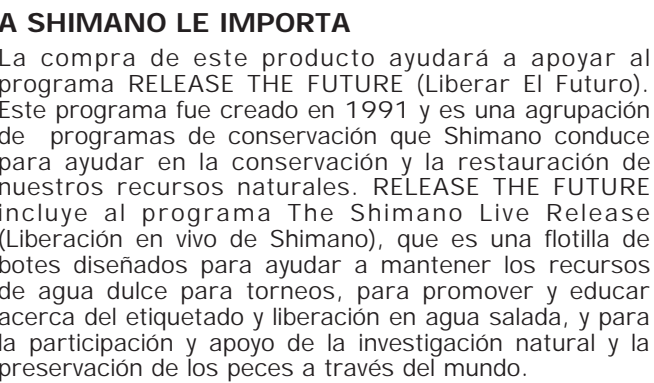 A SHIMANO LE IMPORTA
La compra de este producto ayudará a apoyar al
programa RELEASE THE FUTURE (Liberar El Futuro).
Este programa fue creado en 1991 y es una agrupación
de programas de conservación que Shimano conduce
para ayudar en la conservación y la restauración de
nuestros recursos naturales. RELEASE THE FUTURE
incluye al programa The Shimano Live Release
(Liberación en vivo de Shimano), que es una flotilla de
botes diseñados para ayudar a mantener los recursos
de agua dulce para torneos, para promover y educar
acerca del etiquetado y liberación en agua salada, y para
la participación y apoyo de la investigación natural y la
preservación de los peces a través del mundo.